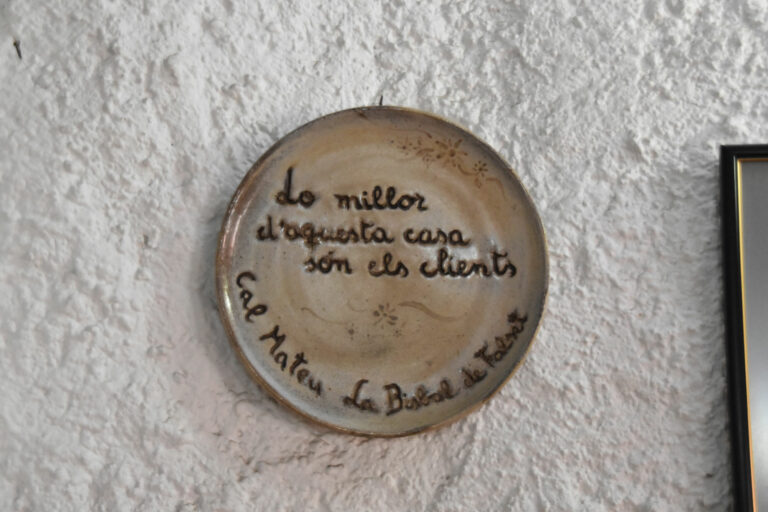 Lo millor
d'aquesta casa
són els clients
Cal Mateu La Bisbal de Falset